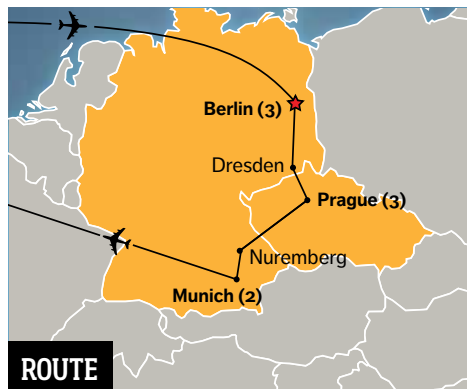 Berlin (3)
Dresden
Prague (3)
Nuremberg
Munich (2)
ROUTE